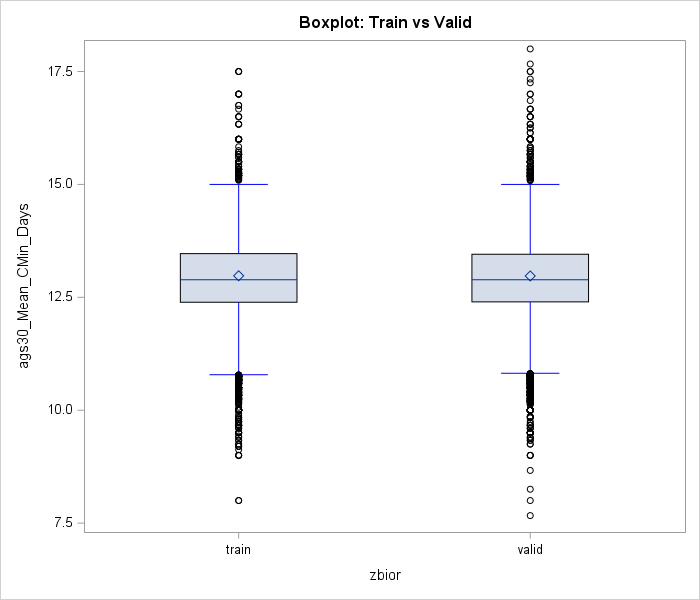 Boxplot: Train vs Valid
17.5
15.0
12.5
10.0
7.5
ags30_Mean_CMin_Days
train
valid
zbior